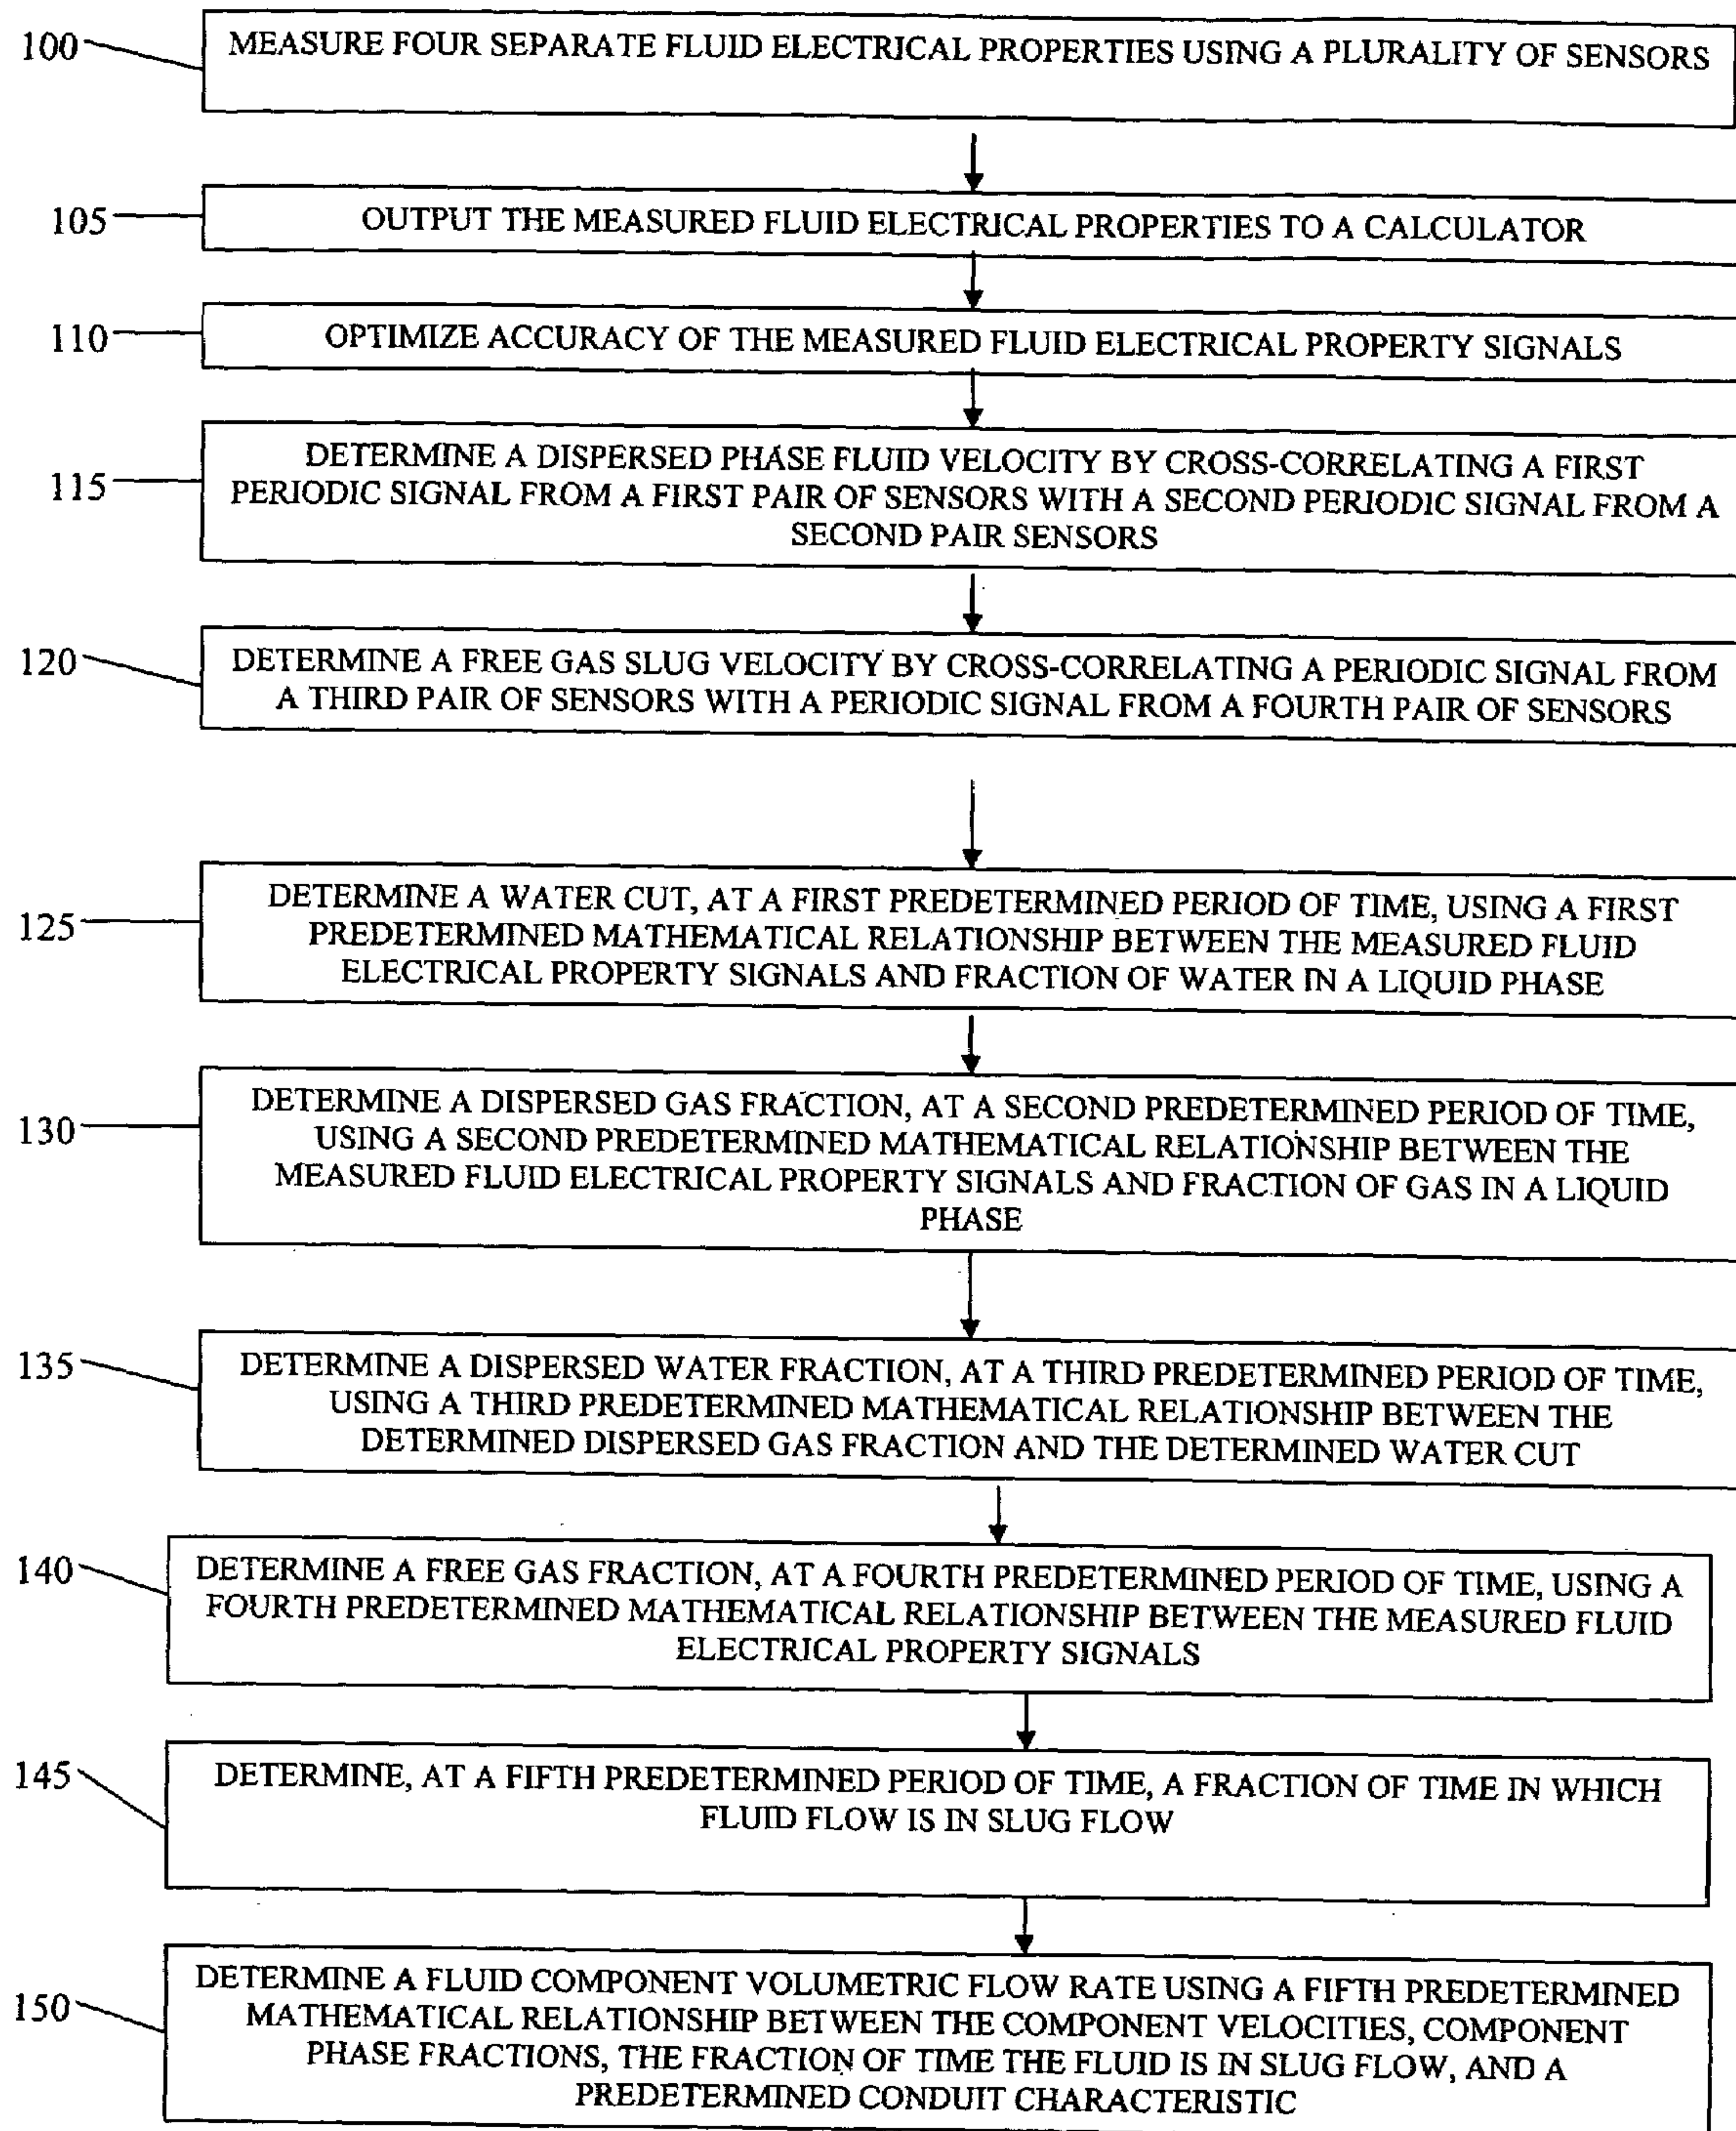 100
MEASURE FOUR SEPARATE FLUID ELECTRICAL PROPERTIES USING A PLURALITY OF SENSORS
105
OUTPUT THE MEASURED FLUID ELECTRICAL PROPERTIES TO A CALCULATOR
110
OPTIMIZE ACCURACY OF THE MEASURED FLUID ELECTRICAL PROPERTY SIGNALS
115
DETERMINE A DISPERSED PHASE FLUID VELOCITY BY CROSS-CORRELATING A FIRST
PERIODIC SIGNAL FROM A FIRST PAIR OF SENSORS WITH A SECOND PERIODIC SIGNAL FROM A
SECOND PAIR SENSORS
120
DETERMINE A FREE GAS SLUG VELOCITY BY CROSS-CORRELATING A PERIODIC SIGNAL FROM
A THIRD PAIR OF SENSORS WITH A PERIODIC SIGNAL FROM A FOURTH PAIR OF SENSORS
125
DETERMINE A WATER CUT, AT A FIRST PREDETERMINED PERIOD OF TIME, USING A FIRST
PREDETERMINED MATHEMATICAL RELATIONSHIP BETWEEN THE MEASURED FLUID
ELECTRICAL PROPERTY SIGNALS AND FRACTION OF WATER IN A LIQUID PHASE
130
DETERMINE A DISPERSED GAS FRACTION, AT A SECOND PREDETERMINED PERIOD OF TIME,
USING A SECOND PREDETERMINED MATHEMATICAL RELATIONSHIP BETWEEN THE
MEASURED FLUID ELECTRICAL PROPERTY SIGNALS AND FRACTION OF GAS IN A LIQUID
PHASE
135
DETERMINE A DISPERSED WATER FRACTION, AT A THIRD PREDETERMINED PERIOD OF TIME,
USING A THIRD PREDETERMINED MATHEMATICAL RELATIONSHIP BETWEEN THE
DETERMINED DISPERSED GAS FRACTION AND THE DETERMINED WATER CUT
140
DETERMINE A FREE GAS FRACTION, AT A FOURTH PREDETERMINED PERIOD OF TIME, USING A
FOURTH PREDETERMINED MATHEMATICAL RELATIONSHIP BETWEEN THE MEASURED FLUID
ELECTRICAL PROPERTY SIGNALS
145
DETERMINE, AT A FIFTH PREDETERMINED PERIOD OF TIME, A FRACTION OF TIME IN WHICH
FLUID FLOW IS IN SLUG FLOW
150
DETERMINE A FLUID COMPONENT VOLUMETRIC FLOW RATE USING A FIFTH PREDETERMINED
MATHEMATICAL RELATIONSHIP BETWEEN THE COMPONENT VELOCITIES, COMPONENT
PHASE FRACTIONS, THE FRACTION OF TIME THE FLUID IS IN SLUG FLOW, AND A
PREDETERMINED CONDUIT CHARACTERISTIC